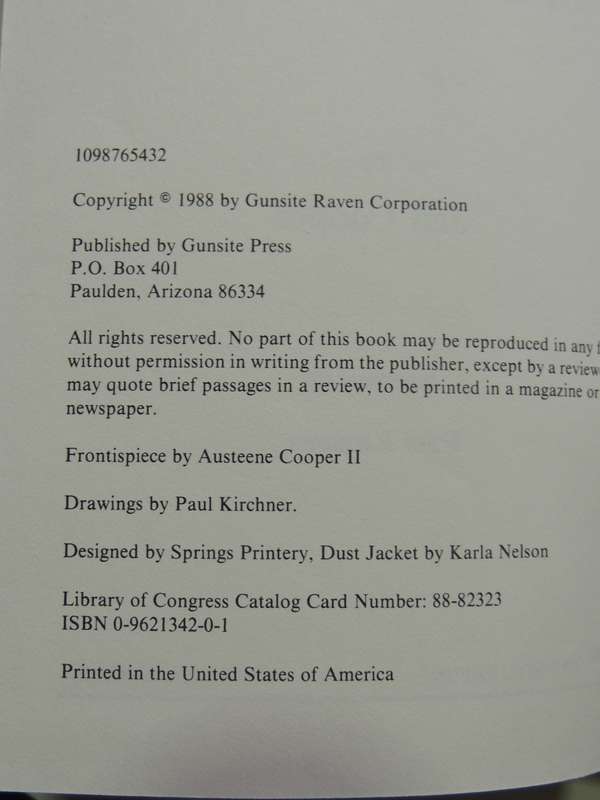 1098765432
Copyright © 1988 by Gunsite Raven Corporation
Published by Gunsite Press
P.O. Box 401
Paulden, Arizona 86334
All rights reserved. No part of this book may be reproduced in any
without permission in writing from the publisher, except by a
may quote brief passages in a review, to be printed in a magazine or
newspaper.
Frontispiece by Austeene Cooper II
Drawings by Paul Kirchner.
Designed by Springs Printery, Dust Jacket by Karla Nelson
Library of Congress Catalog Card Number: 88-82323
ISBN 0-9621342-0-1
Printed in the United States of America